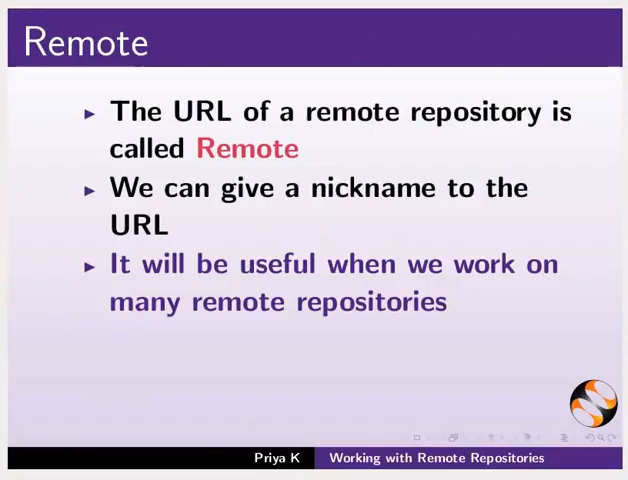 Remote
The URL of a remote repository is
called Remote
We can give a nickname to the
URL
It will be useful when we work on
many remote repositories
Priya K Working with Remote Repositories